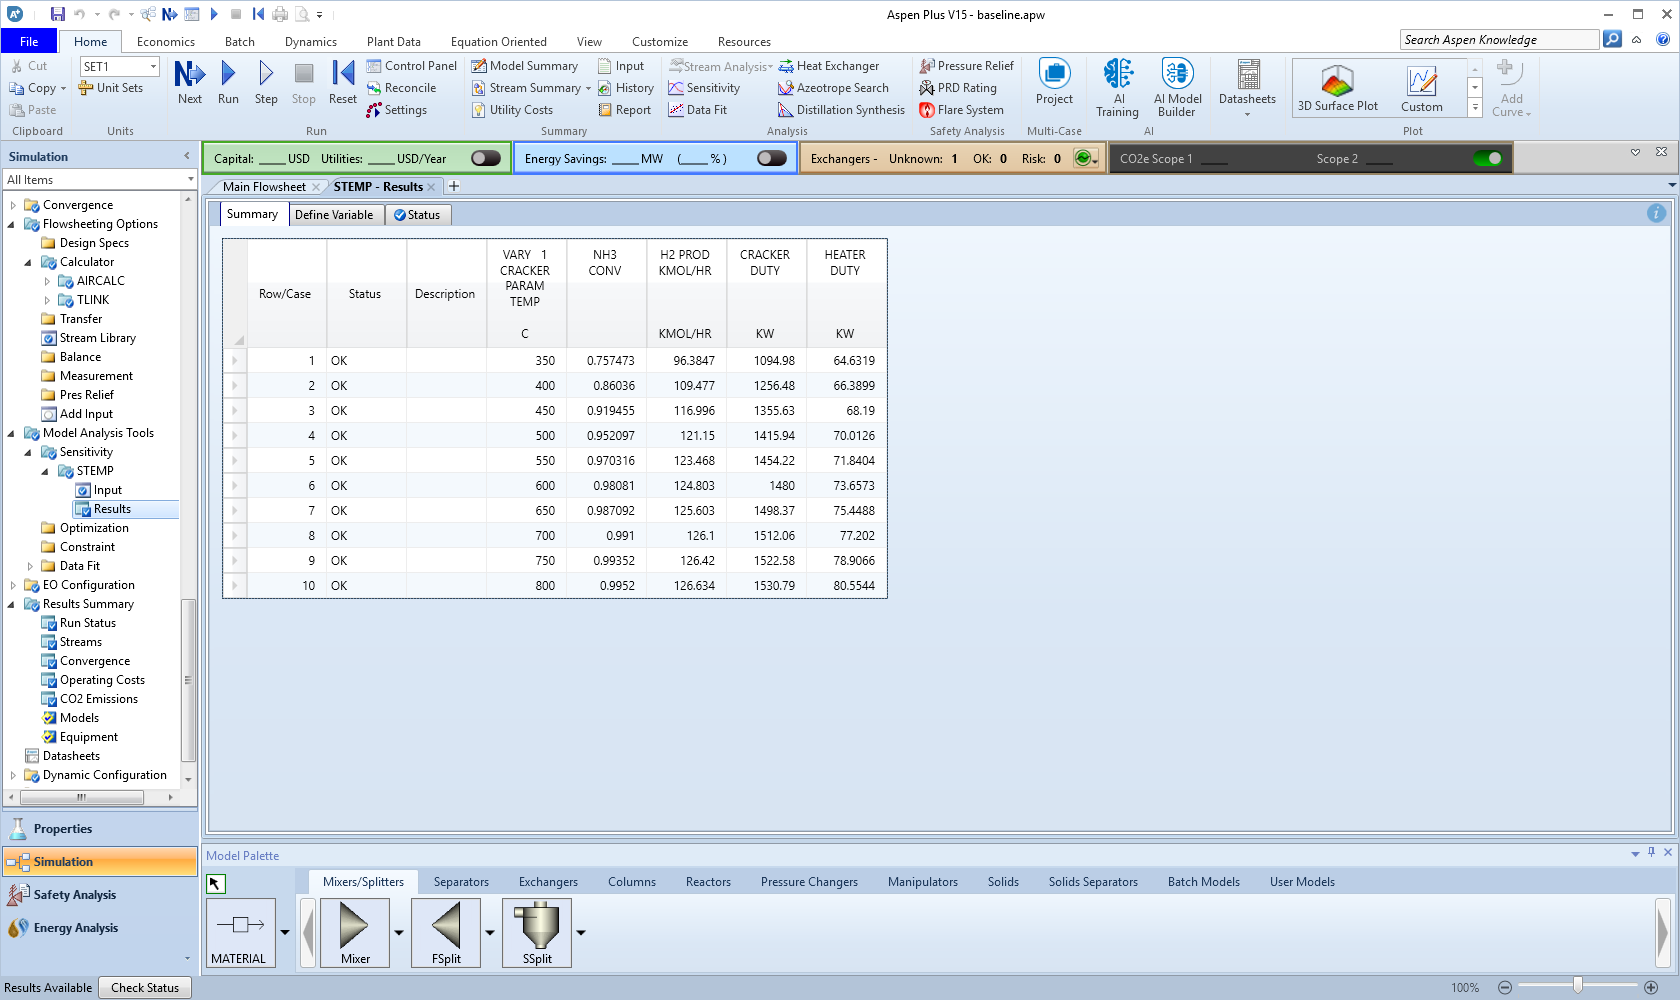 Aspen Plus V15 - baseline.apw
File Home Economics Batch Dynamics Plant Data Equation Oriented View Customize Resources Search Aspen Knowledge
Cut SET1 Control Panel Model Summary Input Stream Analysis Heat Exchanger Pressure Relief
Copy Unit Sets Next Run Step Stop Reset Reconcile Stream Summary History Sensitivity Azeotrope Search PRD Rating Project AI Training AI Model Builder Datasheets 3D Surface Plot Custom Add Curve
Paste Settings Utility Costs Report Data Fit Distillation Synthesis Flare System
Clipboard Units Run Summary Analysis Safety Analysis Multi-Case AI Plot
Simulation
Capital: ____ USD Utilities: ____ USD/Year Energy Savings: ____ MW (____ %) Exchangers - Unknown: 1 OK: 0 Risk: 0 CO2e Scope 1 ____ Scope 2 ____
All Items
Main Flowsheet STEMP - Results
Summary Define Variable Status
Convergence
Flowsheeting Options
Design Specs
Calculator
AIRCALC
TLINK
Transfer
Stream Library
Balance
Measurement
Pres Relief
Add Input
Model Analysis Tools
Sensitivity
STEMP
Input
Results
Optimization
Constraint
Data Fit
EO Configuration
Results Summary
Run Status
Streams
Convergence
Operating Costs
CO2 Emissions
Models
Equipment
Datasheets
Dynamic Configuration
Properties
Simulation
Safety Analysis
Energy Analysis
Row/Case Status Description VARY 1 CRACKER PARAM TEMP C NH3 CONV H2 PROD KMOL/HR KMOL/HR CRACKER DUTY KW HEATER DUTY KW
1 OK 350 0.757473 96.3847 1094.98 64.6319
2 OK 400 0.86036 109.477 1256.48 66.3899
3 OK 450 0.919455 116.996 1355.63 68.19
4 OK 500 0.952097 121.15 1415.94 70.0126
5 OK 550 0.970316 123.468 1454.22 71.8404
6 OK 600 0.98081 124.803 1480 73.6573
7 OK 650 0.987092 125.603 1498.37 75.4488
8 OK 700 0.991 126.1 1512.06 77.202
9 OK 750 0.99352 126.42 1522.58 78.9066
10 OK 800 0.9952 126.634 1530.79 80.5544
Model Palette
Mixers/Splitters Separators Exchangers Columns Reactors Pressure Changers Manipulators Solids Solids Separators Batch Models User Models
MATERIAL Mixer FSplit SSplit
Results Available Check Status 100%